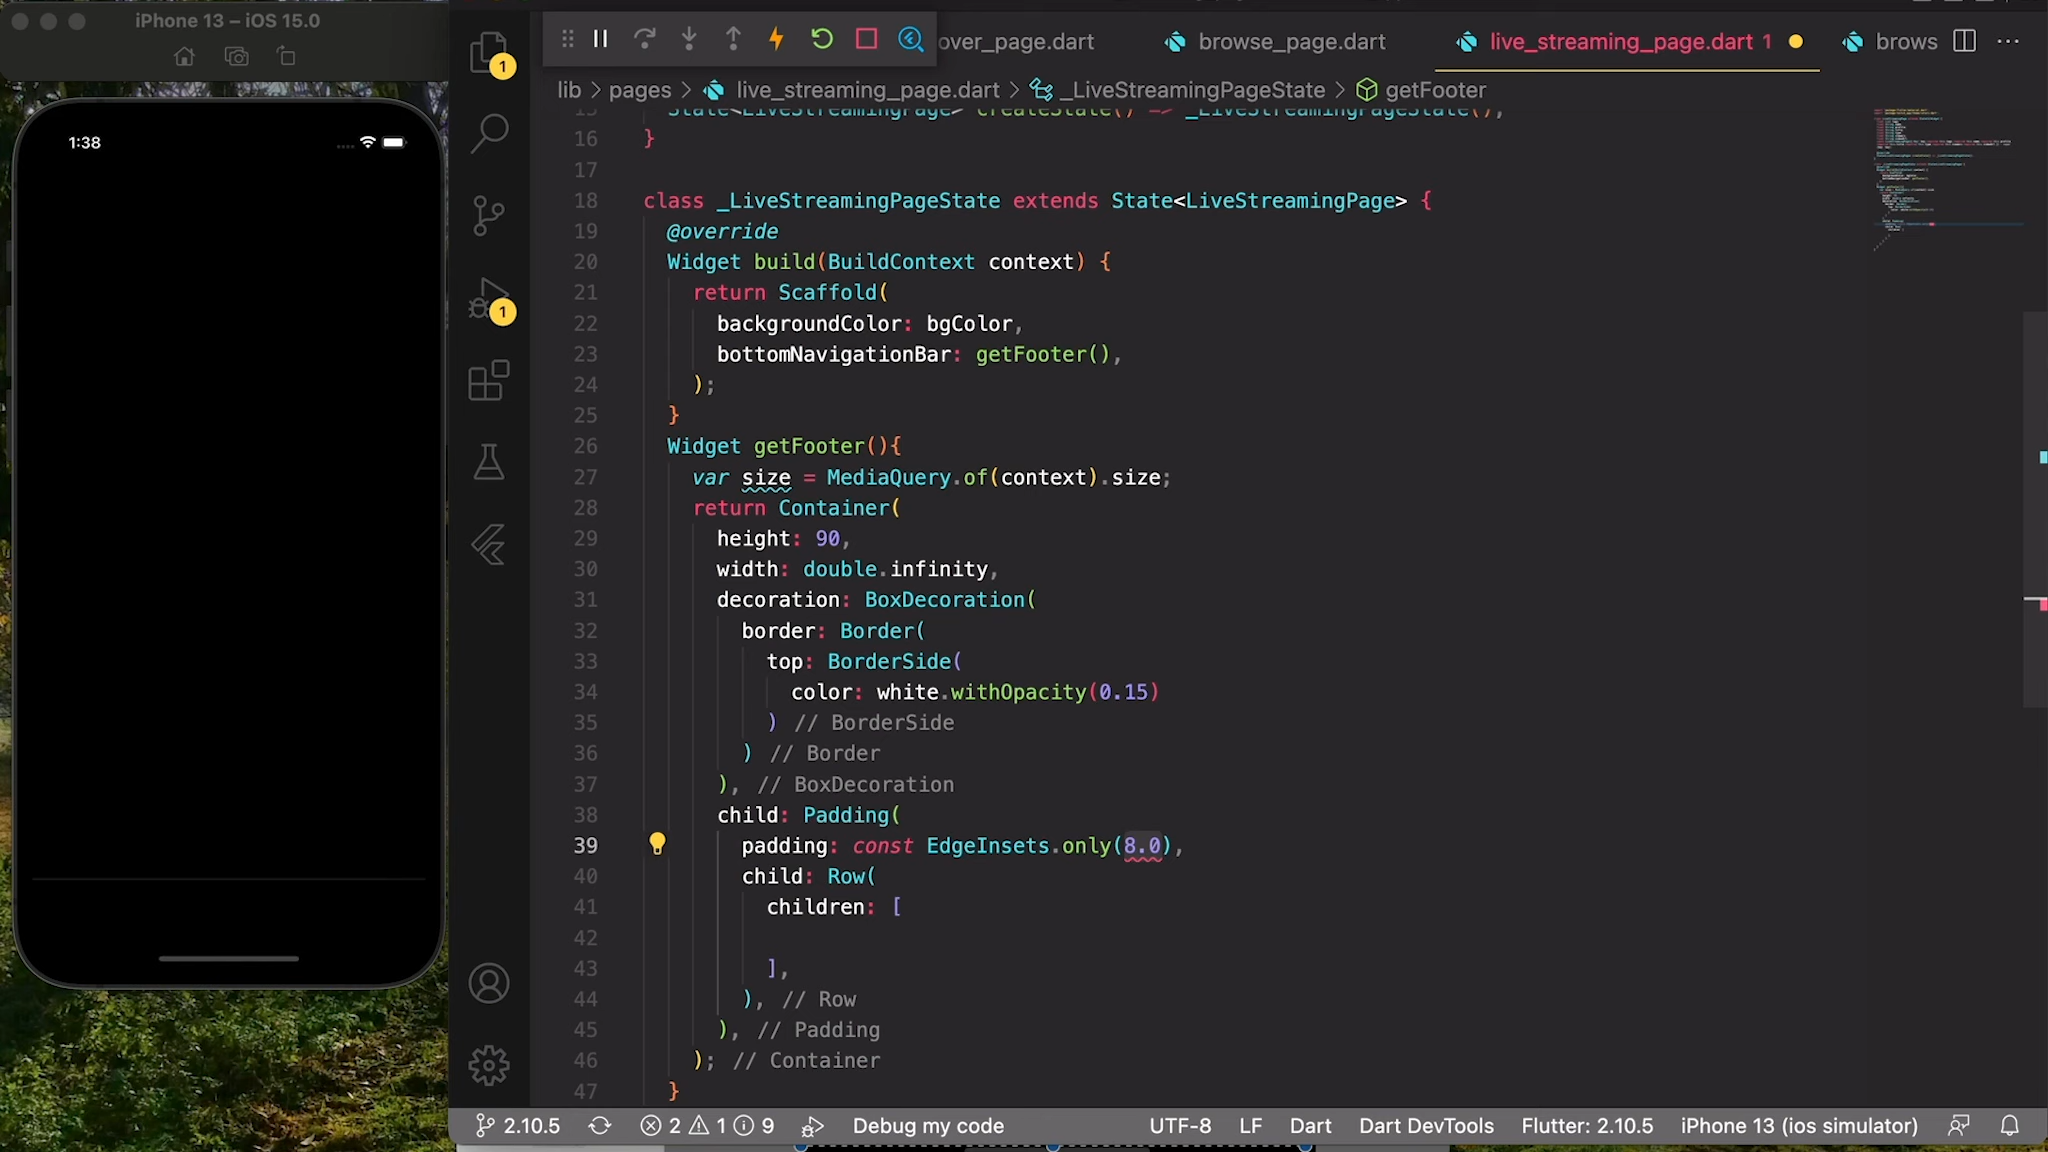 iPhone 13 – iOS 15.0
1:38
1
1
over_page.dart
browse_page.dart
live_streaming_page.dart 1
brows
lib > pages > live_streaming_page.dart > _LiveStreamingPageState > getFooter
15 State<LiveStreamingPage> createState() => _LiveStreamingPageState();
16 }
17
18 class _LiveStreamingPageState extends State<LiveStreamingPage> {
19 @override
20 Widget build(BuildContext context) {
21 return Scaffold(
22 backgroundColor: bgColor,
23 bottomNavigationBar: getFooter(),
24 );
25 }
26 Widget getFooter(){
27 var size = MediaQuery.of(context).size;
28 return Container(
29 height: 90,
30 width: double.infinity,
31 decoration: BoxDecoration(
32 border: Border(
33 top: BorderSide(
34 color: white.withOpacity(0.15)
35 ) // BorderSide
36 ) // Border
37 ), // BoxDecoration
38 child: Padding(
39 padding: const EdgeInsets.only(8.0),
40 child: Row(
41 children: [
42
43 ],
44 ), // Row
45 ), // Padding
46 ); // Container
47 }
2.10.5 2 1 9 Debug my code UTF-8 LF Dart Dart DevTools Flutter: 2.10.5 iPhone 13 (ios simulator)